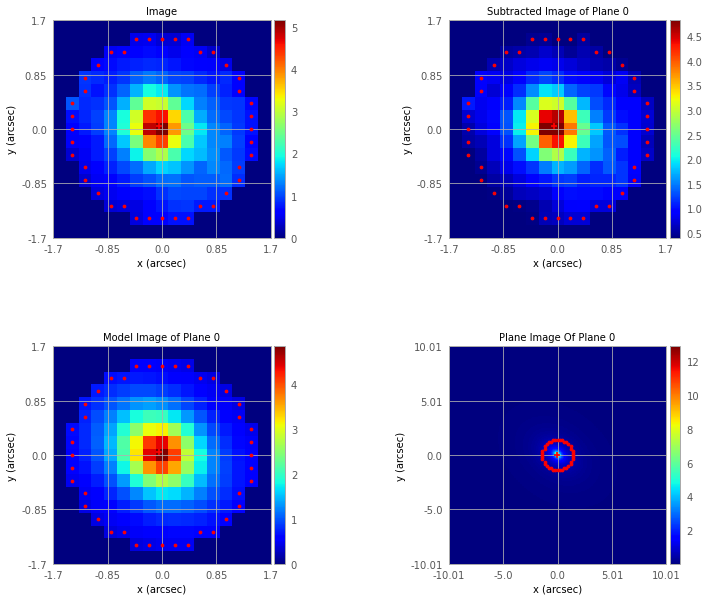 Image
1.7
0.85
0.0
-0.85
-1.7
y (arcsec)
-1.7 -0.85 0.0 0.85 1.7
x (arcsec)
5
4
3
2
1
0
Subtracted Image of Plane 0
1.7
0.85
0.0
-0.85
-1.7
y (arcsec)
-1.7 -0.85 0.0 0.85 1.7
x (arcsec)
4.5
4.0
3.5
3.0
2.5
2.0
1.5
1.0
0.5
Model Image of Plane 0
1.7
0.85
0.0
-0.85
-1.7
y (arcsec)
-1.7 -0.85 0.0 0.85 1.7
x (arcsec)
4
3
2
1
0
Plane Image Of Plane 0
10.01
5.01
0.0
-5.0
-10.01
y (arcsec)
-10.01 -5.0 0.0 5.01 10.01
x (arcsec)
12
10
8
6
4
2